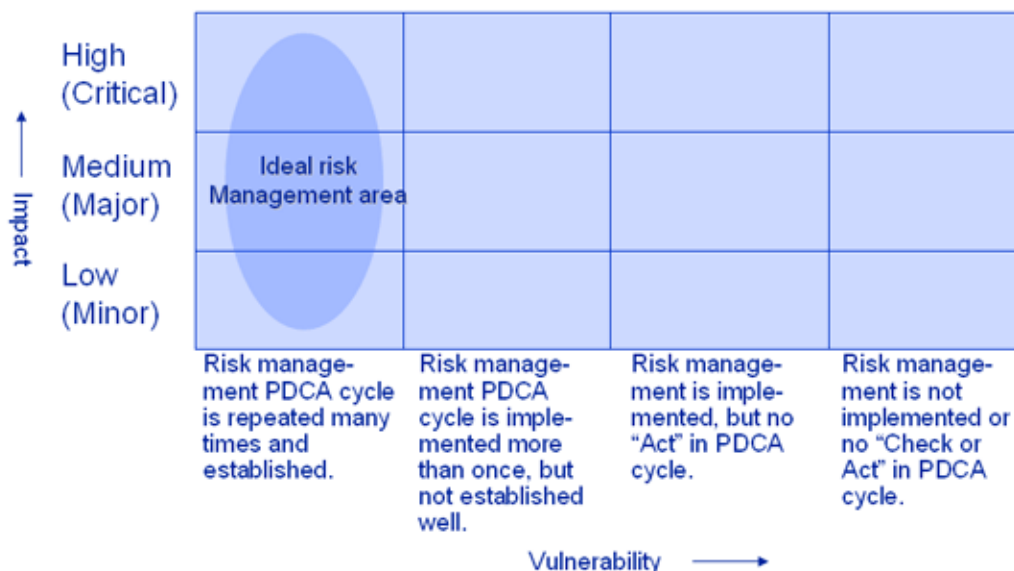 High
(Critical)
Medium
(Major)
Low
(Minor)
Impact
Ideal risk
Management area
Risk manage-
ment PDCA cycle
is repeated many
times and
established.
Risk manage-
ment PDCA
cycle is imple-
mented more
than once, but
not established
well.
Risk manage-
ment is imple-
mented, but no
“Act” in PDCA
cycle.
Risk manage-
ment is not
implemented or
no “Check or
Act” in PDCA
cycle.
Vulnerability